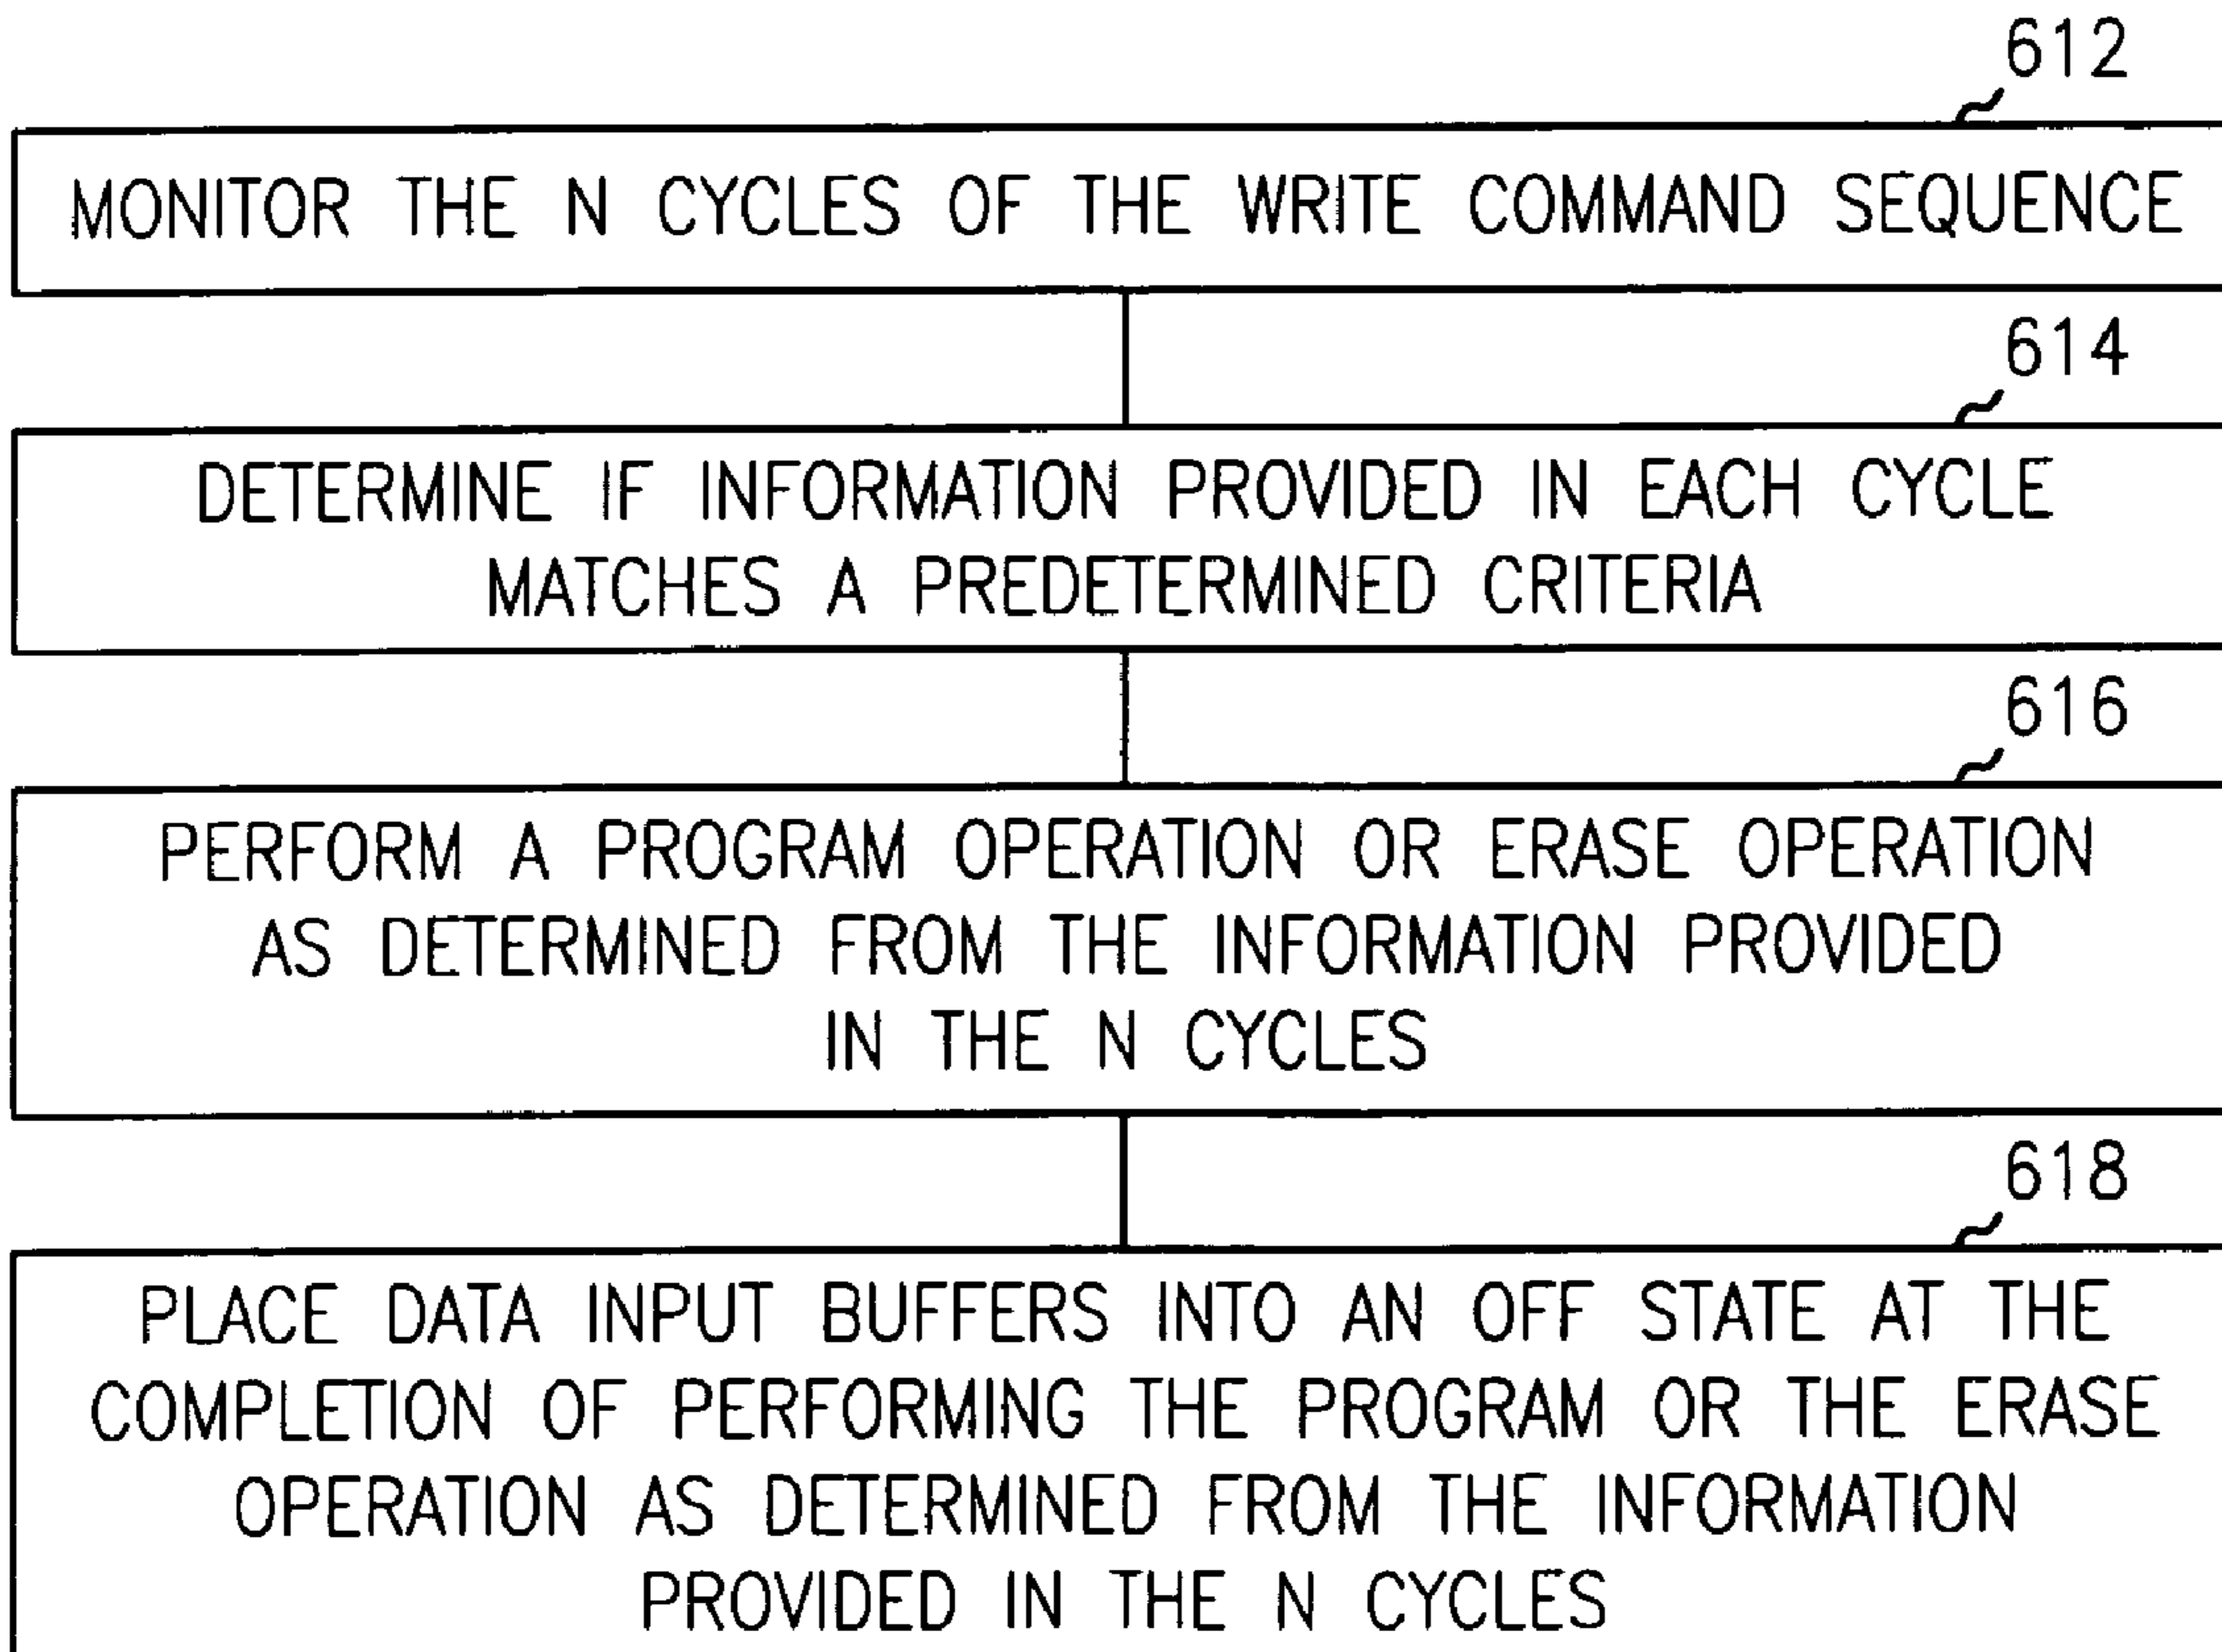 612
MONITOR THE N CYCLES OF THE WRITE COMMAND SEQUENCE
614
DETERMINE IF INFORMATION PROVIDED IN EACH CYCLE
MATCHES A PREDETERMINED CRITERIA
616
PERFORM A PROGRAM OPERATION OR ERASE OPERATION
AS DETERMINED FROM THE INFORMATION PROVIDED
IN THE N CYCLES
618
PLACE DATA INPUT BUFFERS INTO AN OFF STATE AT THE
COMPLETION OF PERFORMING THE PROGRAM OR THE ERASE
OPERATION AS DETERMINED FROM THE INFORMATION
PROVIDED IN THE N CYCLES